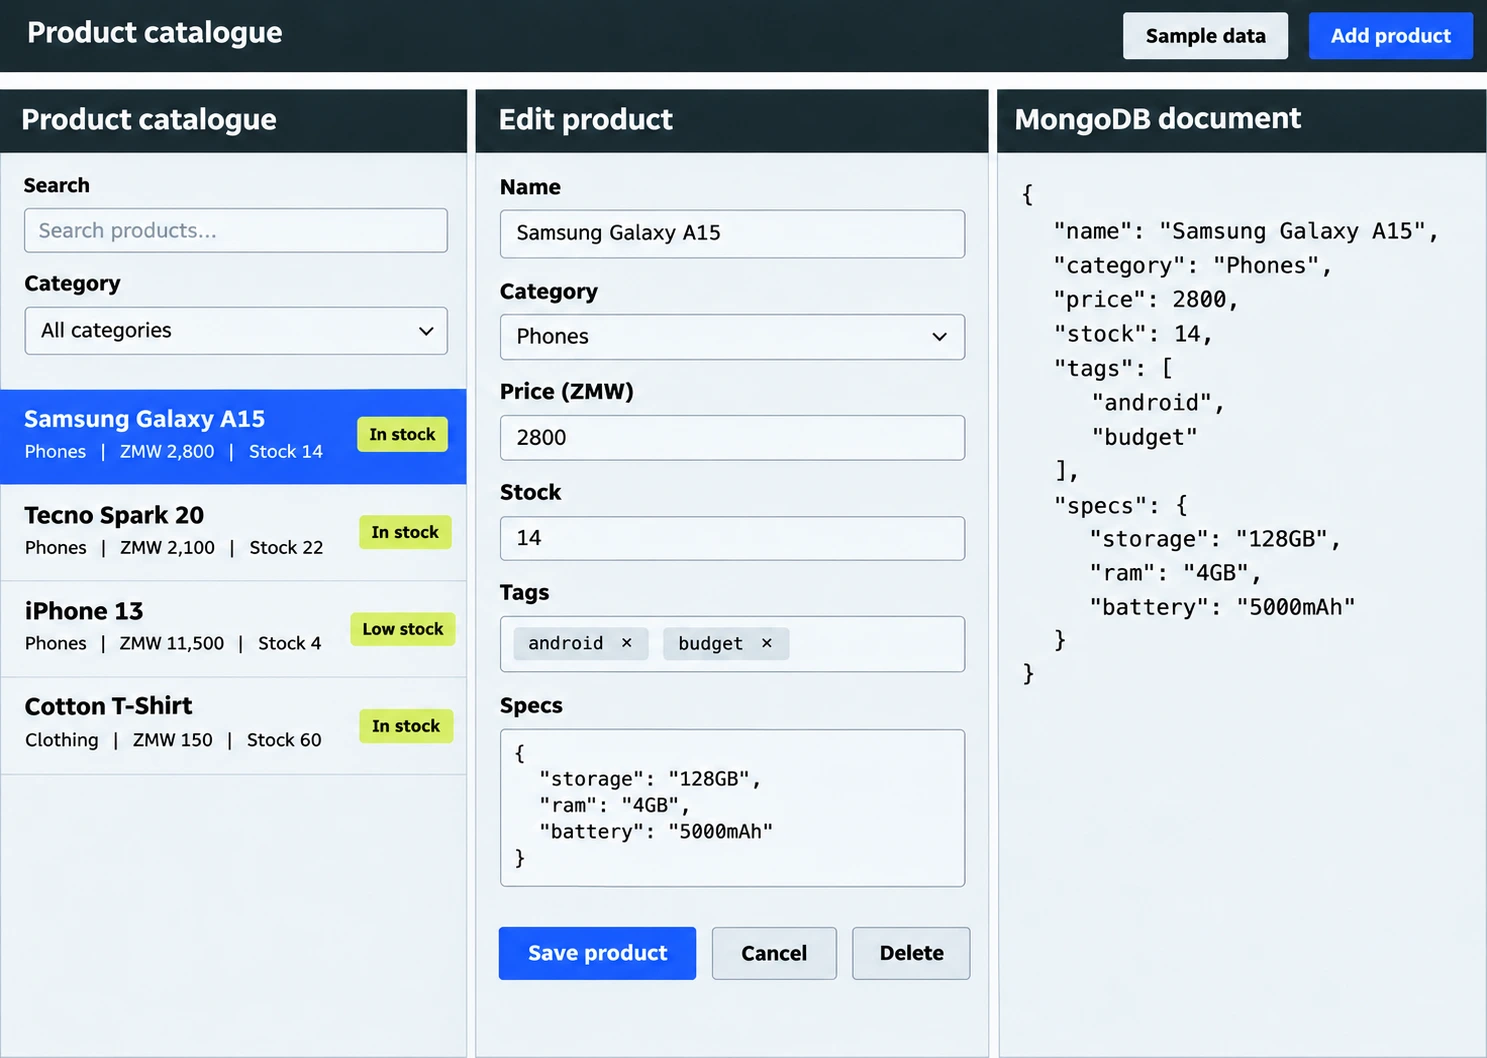 Product catalogue
Sample data
Add product
Product catalogue
Search
Search products...
Category
All categories
Samsung Galaxy A15
Phones | ZMW 2,800 | Stock 14
In stock
Tecno Spark 20
Phones | ZMW 2,100 | Stock 22
In stock
iPhone 13
Phones | ZMW 11,500 | Stock 4
Low stock
Cotton T-Shirt
Clothing | ZMW 150 | Stock 60
In stock
Edit product
Name
Samsung Galaxy A15
Category
Phones
Price (ZMW)
2800
Stock
14
Tags
android ×
budget ×
Specs
{
"storage": "128GB",
"ram": "4GB",
"battery": "5000mAh"
}
Save product
Cancel
Delete
MongoDB document
{
"name": "Samsung Galaxy A15",
"category": "Phones",
"price": 2800,
"stock": 14,
"tags": [
"android",
"budget"
],
"specs": {
"storage": "128GB",
"ram": "4GB",
"battery": "5000mAh"
}
}